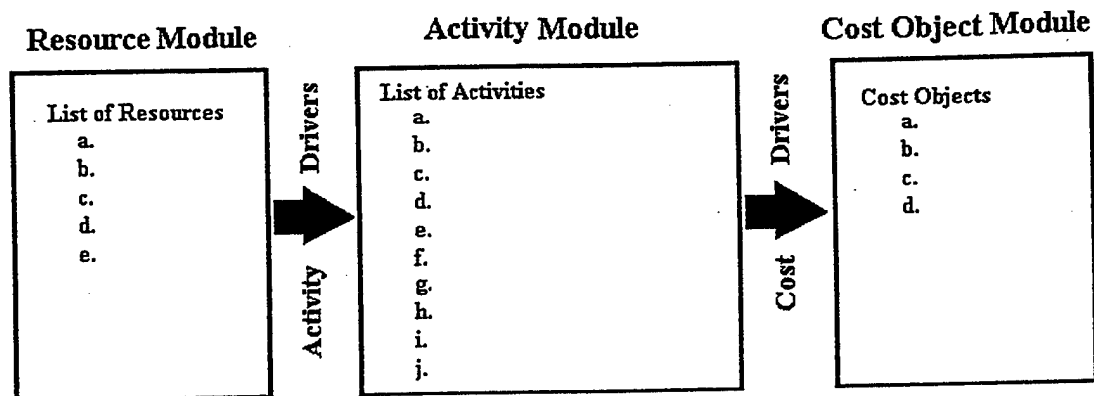 Resource Module
List of Resources
a.
b.
c.
d.
e.
Activity Drivers
Activity Module
List of Activities
a.
b.
c.
d.
e.
f.
g.
h.
i.
j.
Cost Drivers
Cost Object Module
Cost Objects
a.
b.
c.
d.